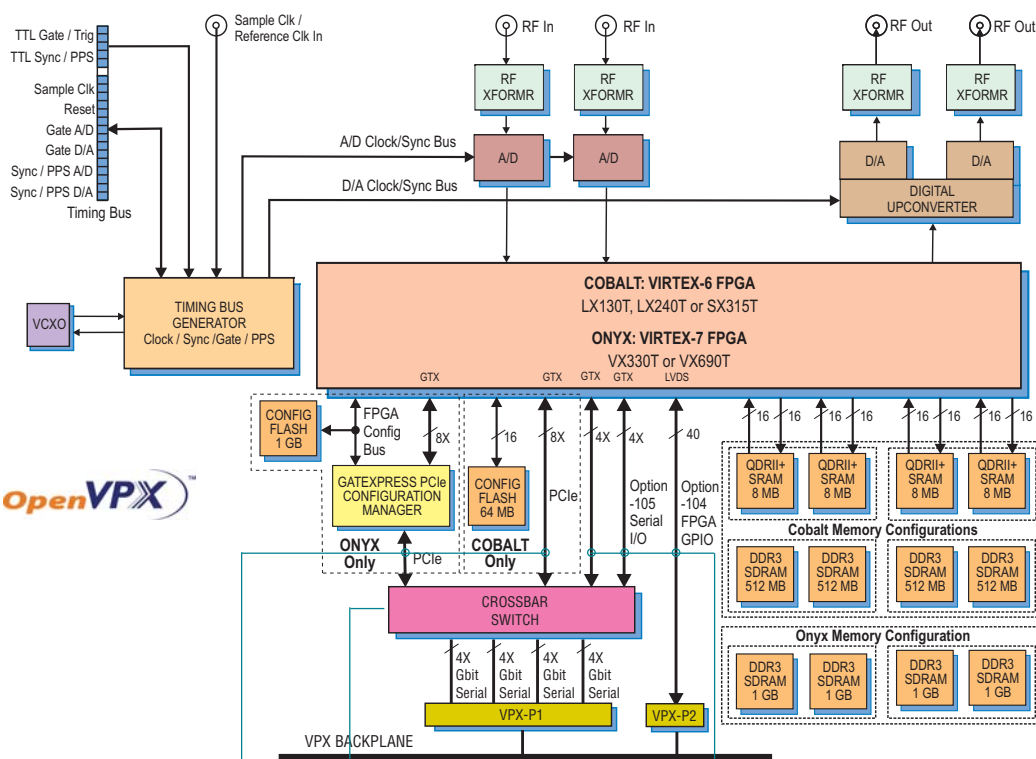 TTL Gate / Trig
TTL Sync / PPS
Sample Clk
Reset
Gate A/D
Gate D/A
Sync / PPS A/D
Sync / PPS D/A
Timing Bus
Sample Clk /
Reference Clk In
RF In
RF In
RF Out
RF Out
RF
XFORMR
RF
XFORMR
RF
XFORMR
RF
XFORMR
A/D Clock/Sync Bus
A/D
A/D
D/A
D/A
D/A Clock/Sync Bus
DIGITAL
UPCONVERTER
VCXO
TIMING BUS
GENERATOR
Clock / Sync /Gate / PPS
COBALT: VIRTEX-6 FPGA
LX130T, LX240T or SX315T
ONYX: VIRTEX-7 FPGA
VX330T or VX690T
GTX
GTX
GTX
GTX
LVDS
CONFIG
FLASH
1 GB
FPGA
Config
Bus
8X
16
8X
4X
4X
40
16
16
16
16
16
16
16
16
GATEXPRESS PCIe
CONFIGURATION
MANAGER
CONFIG
FLASH
64 MB
PCIe
Option
-105
Serial
I/O
Option
-104
FPGA
GPIO
QDRII+
SRAM
8 MB
QDRII+
SRAM
8 MB
QDRII+
SRAM
8 MB
QDRII+
SRAM
8 MB
OpenVPX™
ONYX
Only
PCIe
COBALT
Only
Cobalt Memory Configurations
DDR3
SDRAM
512 MB
DDR3
SDRAM
512 MB
DDR3
SDRAM
512 MB
DDR3
SDRAM
512 MB
CROSSBAR
SWITCH
Onyx Memory Configuration
4X
Gbit
Serial
4X
Gbit
Serial
4X
Gbit
Serial
4X
Gbit
Serial
DDR3
SDRAM
1 GB
DDR3
SDRAM
1 GB
DDR3
SDRAM
1 GB
DDR3
SDRAM
1 GB
VPX-P1
VPX-P2
VPX BACKPLANE